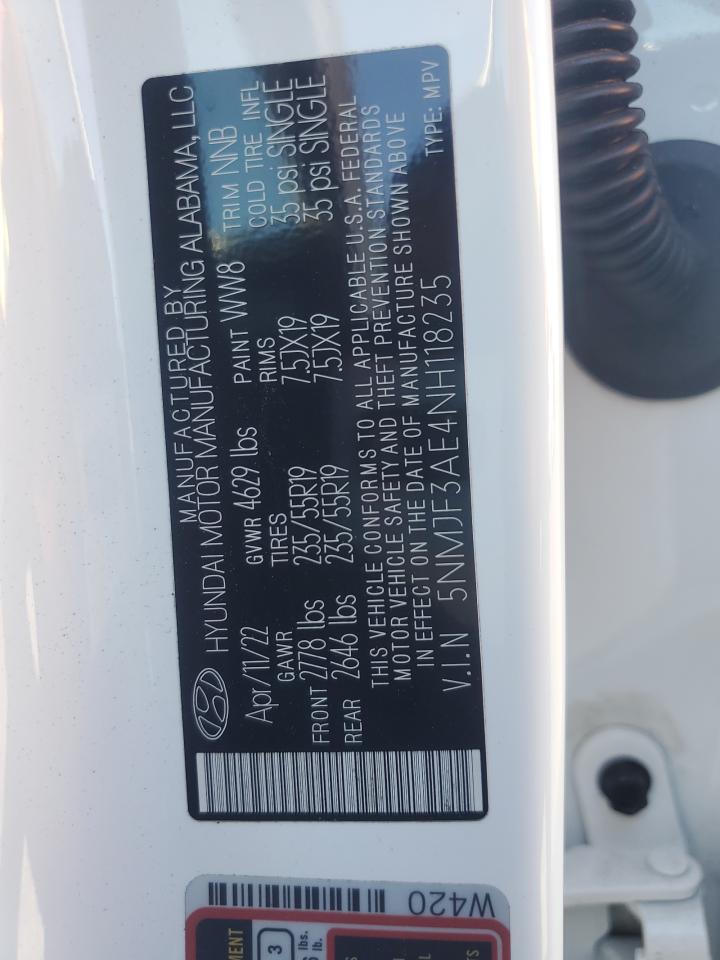 MANUFACTURED BY
HYUNDAI MOTOR MANUFACTURING ALABAMA, LLC
Apr/11/22 GVWR 4629 lbs PAINT WW8 TRIM NNB
GAWR TIRES RIMS COLD TIRE INFL
FRONT 2778 lbs 235/55R19 7.5JX19 35 psi SINGLE
REAR 2646 lbs 235/55R19 7.5JX19 35 psi SINGLE
THIS VEHICLE CONFORMS TO ALL APPLICABLE U.S.A. FEDERAL
MOTOR VEHICLE SAFETY AND THEFT PREVENTION STANDARDS
IN EFFECT ON THE DATE OF MANUFACTURE SHOWN ABOVE
V.I.N 5NMJF3AE4NH118235 TYPE: MPV
W420
3
lbs.
lb.